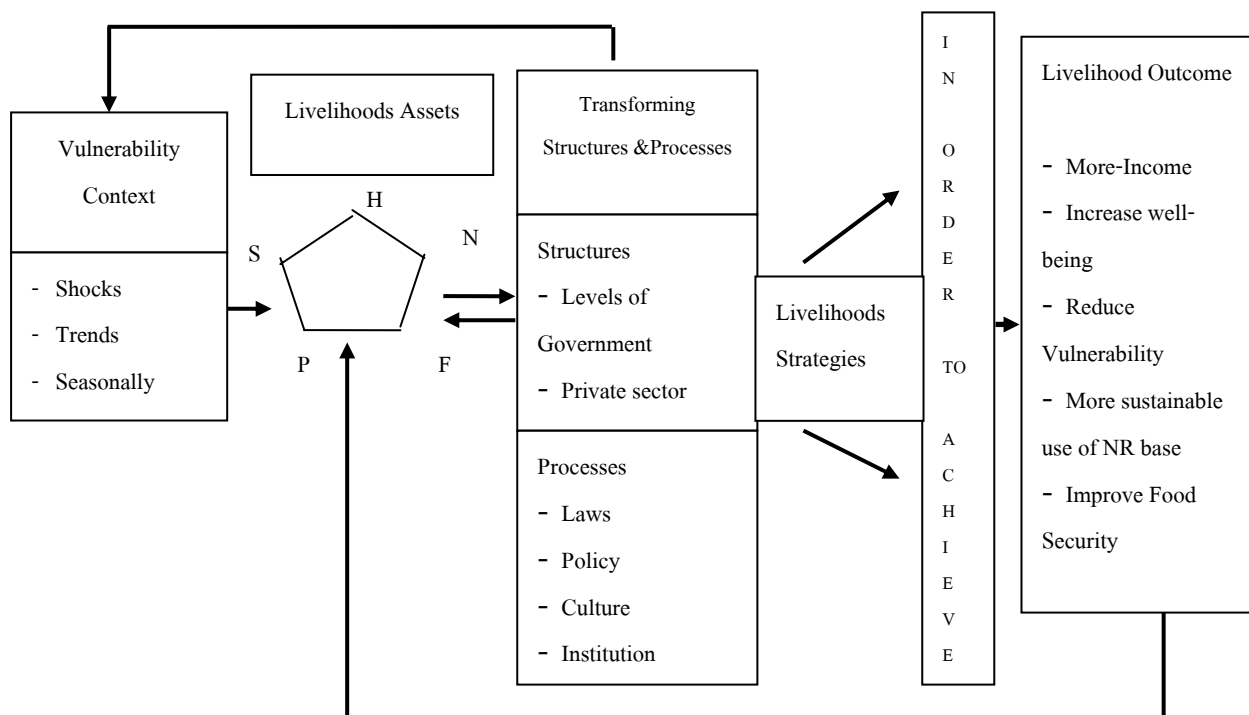 Vulnerability
Context
- Shocks
- Trends
- Seasonally
Livelihoods Assets
H
S
N
P
F
Transforming
Structures &Processes
Structures
- Levels of
Government
- Private sector
Processes
- Laws
- Policy
- Culture
- Institution
Livelihoods
Strategies
I
N
O
R
D
E
R
TO
A
C
H
I
E
V
E
Livelihood Outcome
- More-Income
- Increase well-
being
- Reduce
Vulnerability
- More sustainable
use of NR base
- Improve Food
Security